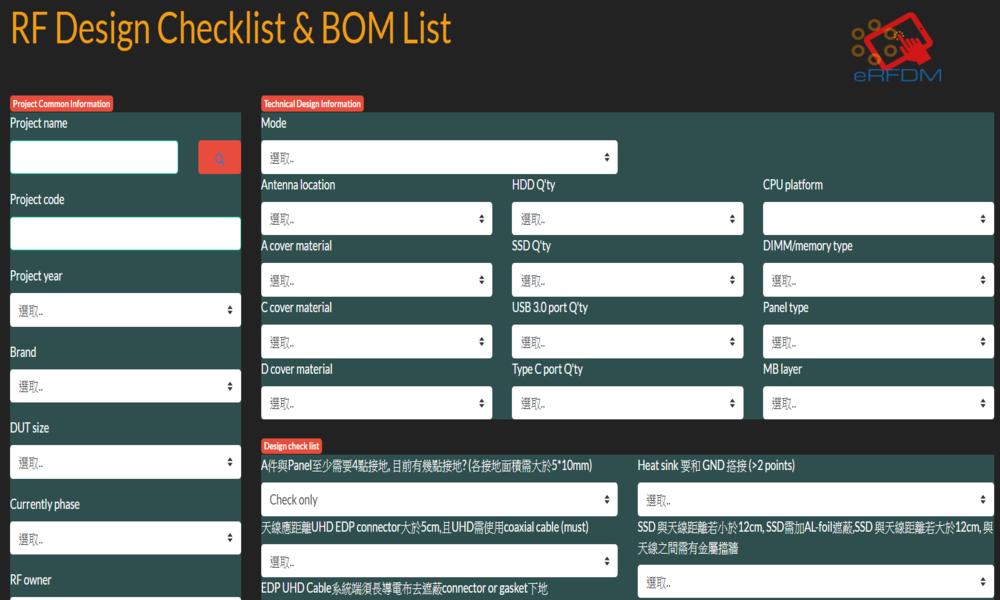 RF Design Checklist & BOM List
eRFDM
Project Common Information
Project name
Project code
Project year
選取..
Brand
選取..
DUT size
選取..
Currently phase
選取..
RF owner
Technical Design Information
Mode
選取..
Antenna location
HDD Q'ty
CPU platform
選取..
選取..
A cover material
SSD Q'ty
DIMM/memory type
選取..
選取..
選取..
C cover material
USB 3.0 port Q'ty
Panel type
選取..
選取..
選取..
D cover material
Type C port Q'ty
MB layer
選取..
選取..
選取..
Design check list
A件與Panel至少需要4點接地, 目前有幾點接地? (各接地面積需大於5*10mm)
Check only
Heat sink 要和 GND 搭接 (>2 points)
選取..
天線應距離UHD EDP connector大於5cm,且UHD需使用coaxial cable (must)
選取..
SSD 與天線距離若小於12cm, SSD需加AL-foil遮蔽,SSD 與天線距離若大於12cm, 與
天線之間需有金屬擋牆
選取..
EDP UHD Cable系統端須長導電布去遮蔽connector or gasket下地